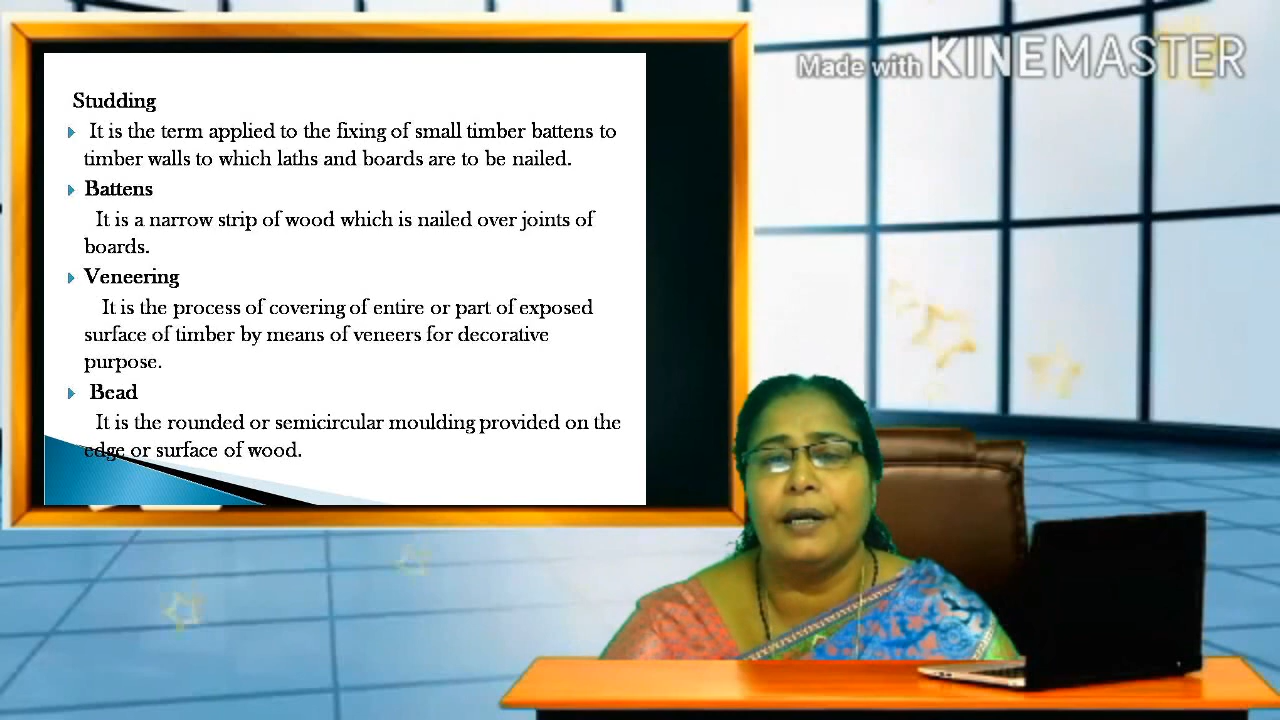 Made with KINEMASTER
Studding
It is the term applied to the fixing of small timber battens to
timber walls to which laths and boards are to be nailed.
Battens
It is a narrow strip of wood which is nailed over joints of
boards.
Veneering
It is the process of covering of entire or part of exposed
surface of timber by means of veneers for decorative
purpose.
Bead
It is the rounded or semicircular moulding provided on the
edge or surface of wood.